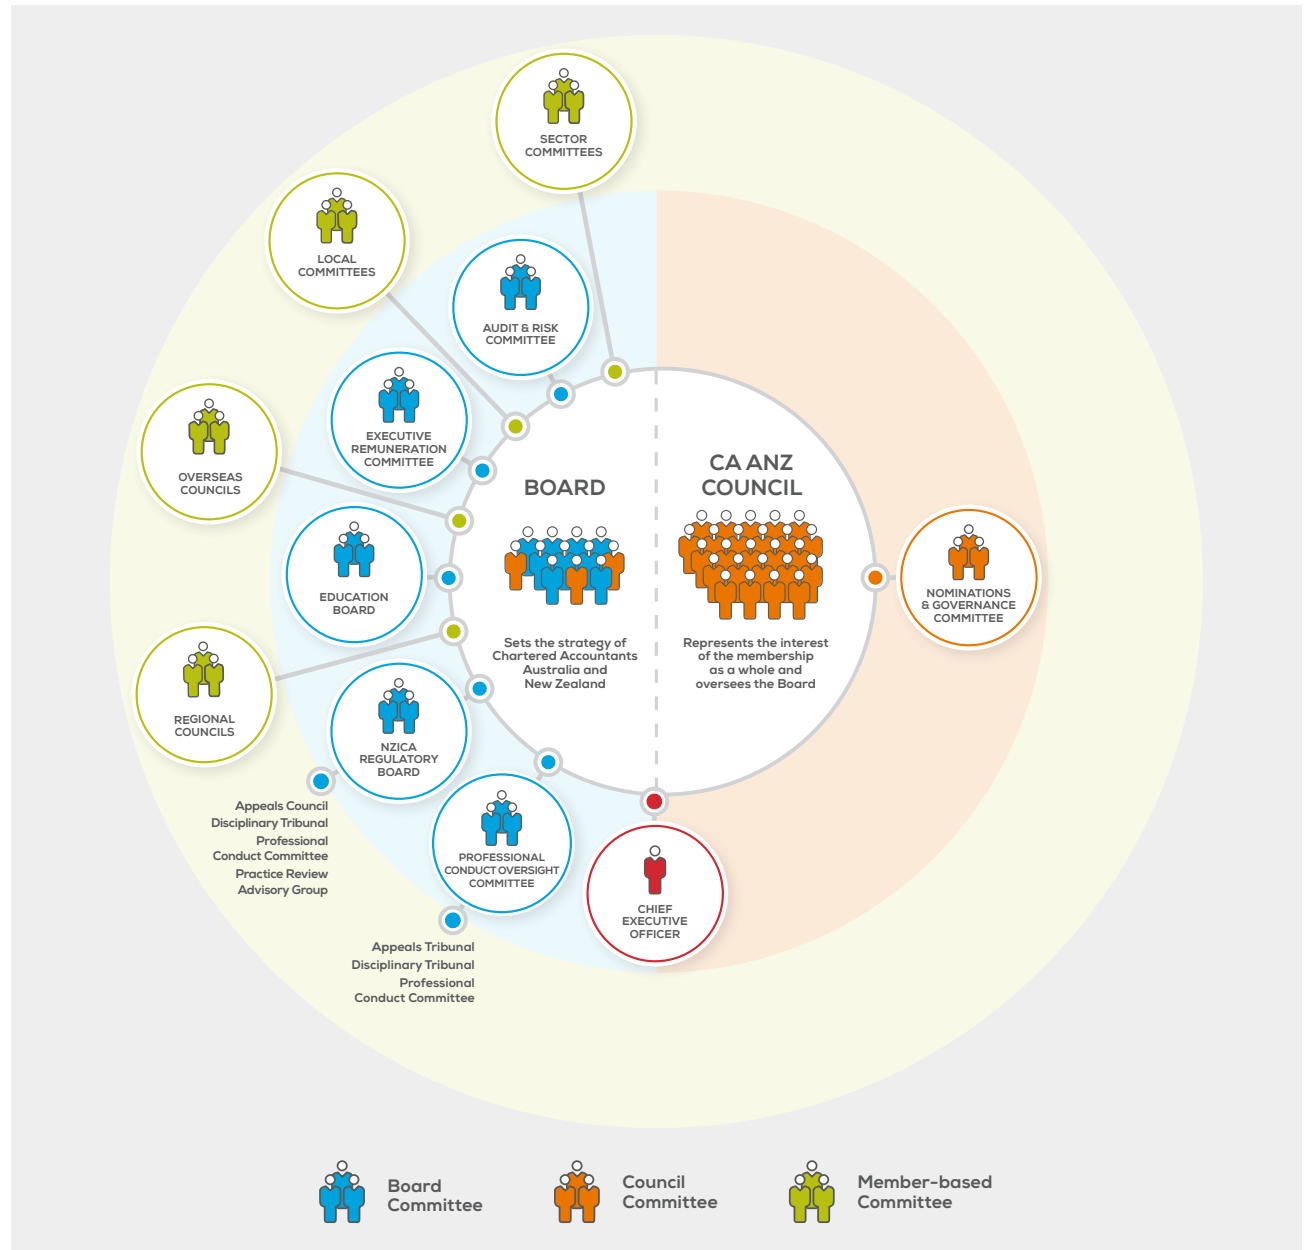 SECTOR
COMMITTEES
LOCAL
COMMITTEES
AUDIT & RISK
COMMITTEE
EXECUTIVE
REMUNERATION
COMMITTEE
OVERSEAS
COUNCILS
BOARD
CA ANZ
COUNCIL
EDUCATION
BOARD
NOMINATIONS
& GOVERNANCE
COMMITTEE
Sets the strategy of
Chartered Accountants
Australia and
New Zealand
Represents the interest
of the membership
as a whole and
oversees the Board
REGIONAL
COUNCILS
NZICA
REGULATORY
BOARD
Appeals Council
Disciplinary Tribunal
Professional
Conduct Committee
Practice Review
Advisory Group
PROFESSIONAL
CONDUCT OVERSIGHT
COMMITTEE
CHIEF
EXECUTIVE
OFFICER
Appeals Tribunal
Disciplinary Tribunal
Professional
Conduct Committee
Board
Committee
Council
Committee
Member-based
Committee